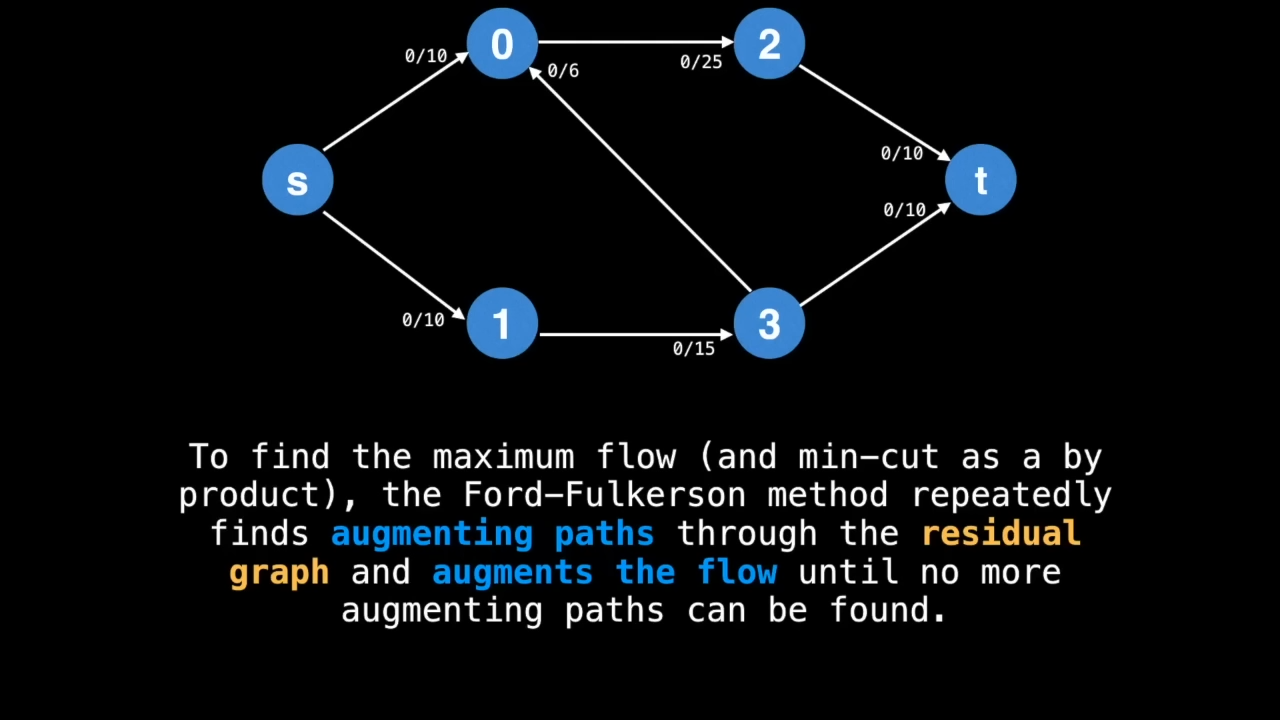 0
2
0/10
0/6
0/25
0/10
s
t
0/10
0/10
1
3
0/15
To find the maximum flow (and min-cut as a by
product), the Ford-Fulkerson method repeatedly
finds augmenting paths through the residual
graph and augments the flow until no more
augmenting paths can be found.